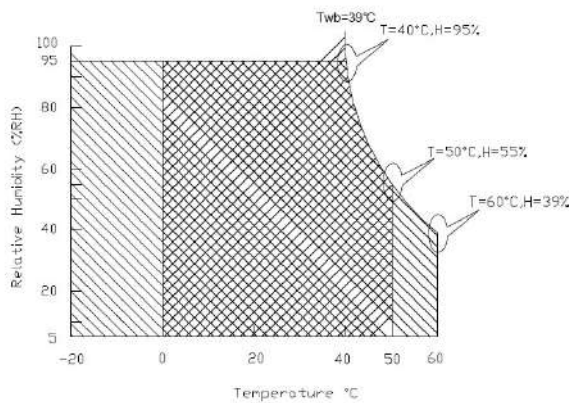 Twb=39°C
T=40°C,H=95%
100
95
80
60
40
20
5
Relative Humidity (%RH)
T=50°C,H=55%
T=60°C,H=39%
-20
0
20
40
50
60
Temperature °C